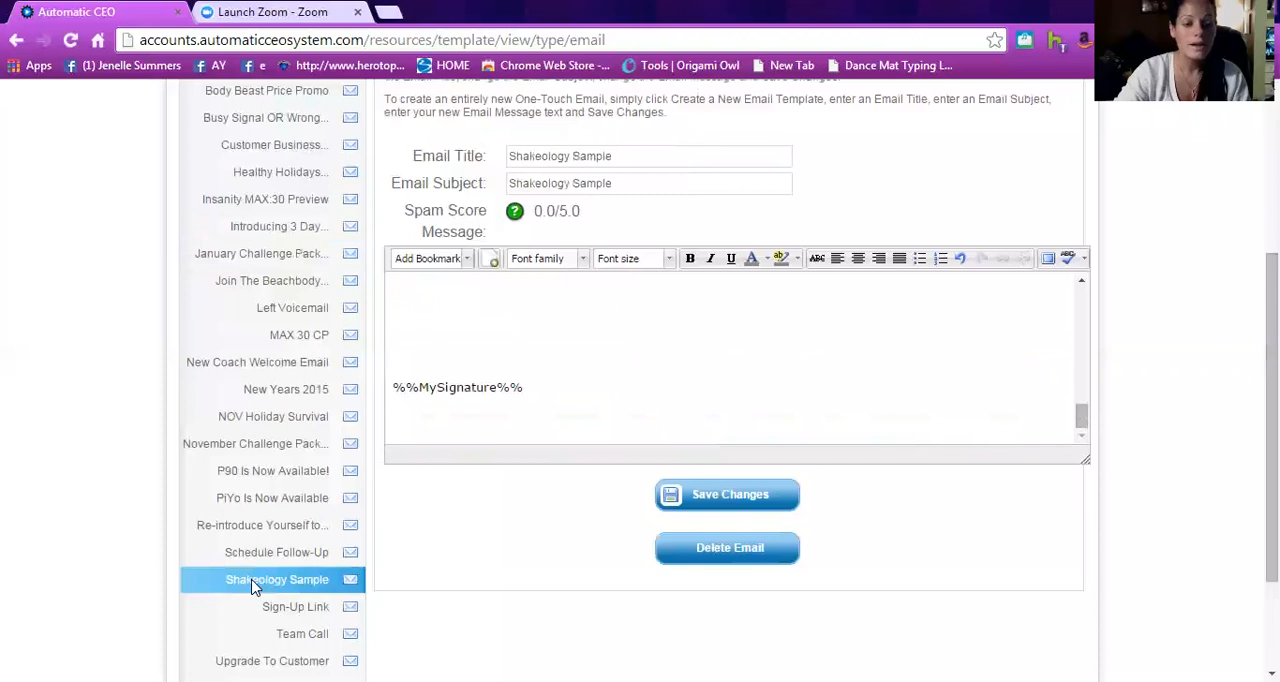 Automatic CEO
Launch Zoom - Zoom
accounts.automaticceosystem.com/resources/template/view/type/email
Apps (1) Jenelle Summers AY e http://www.herotop... HOME Chrome Web Store -... Tools | Origami Owl New Tab Dance Mat Typing L...
Body Beast Price Promo
Busy Signal OR Wrong...
Customer Business...
Healthy Holidays...
Insanity MAX:30 Preview
Introducing 3 Day...
January Challenge Pack...
Join The Beachbody...
Left Voicemail
MAX 30 CP
New Coach Welcome Email
New Years 2015
NOV Holiday Survival
November Challenge Pack...
P90 Is Now Available!
PiYo Is Now Available
Re-introduce Yourself to...
Schedule Follow-Up
Shakeology Sample
Sign-Up Link
Team Call
Upgrade To Customer
To create an entirely new One-Touch Email, simply click Create a New Email Template, enter an Email Title, enter an Email Subject,
enter your new Email Message text and Save Changes.
Email Title: Shakeology Sample
Email Subject: Shakeology Sample
Spam Score ? 0.0/5.0
Message:
Add Bookmark Font family Font size B I U A ab ABC ABC
%%MySignature%%
Save Changes
Delete Email